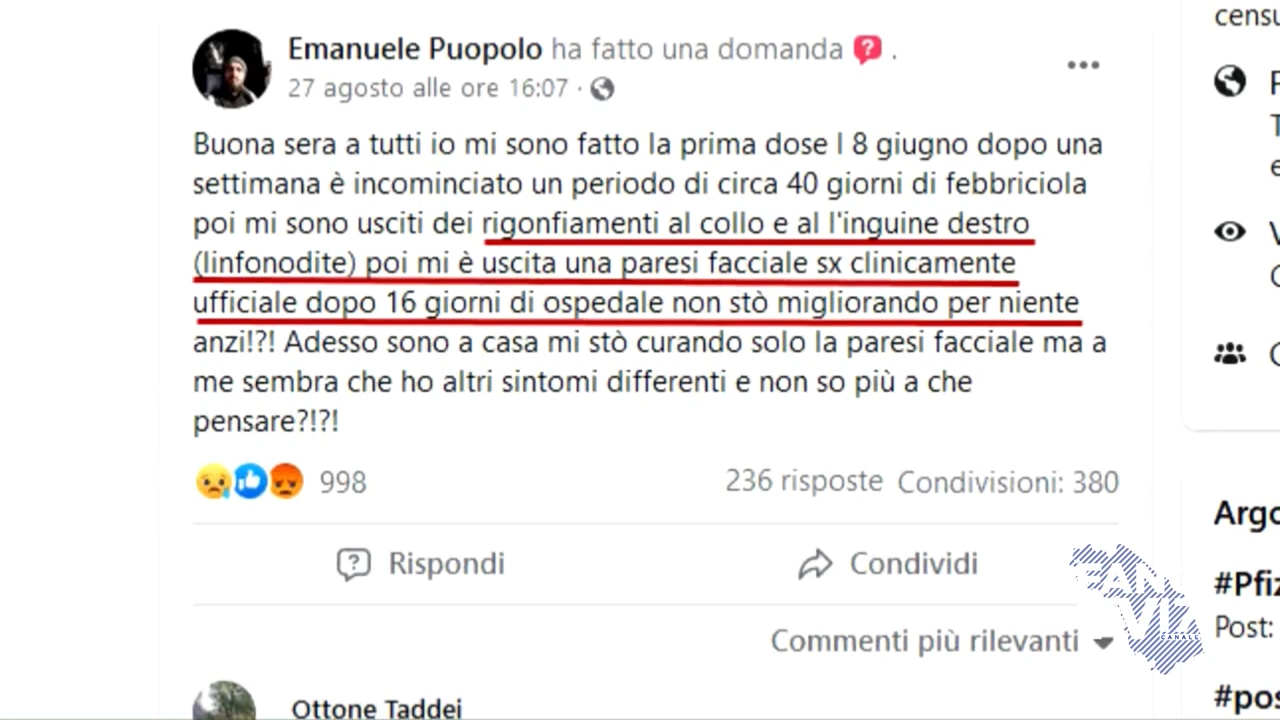 Emanuele Puopolo ha fatto una domanda ? .
27 agosto alle ore 16:07 ·
Buona sera a tutti io mi sono fatto la prima dose l 8 giugno dopo una
settimana è incominciato un periodo di circa 40 giorni di febbriciola
poi mi sono usciti dei rigonfiamenti al collo e al l'inguine destro
(linfonodite) poi mi è uscita una paresi facciale sx clinicamente
ufficiale dopo 16 giorni di ospedale non stò migliorando per niente
anzi!?! Adesso sono a casa mi stò curando solo la paresi facciale ma a
me sembra che ho altri sintomi differenti e non so più a che
pensare?!?!
998
236 risposte Condivisioni: 380
Rispondi
Condividi
Commenti più rilevanti
Ottone Taddei
censu
Argo
#Pfiz
Post:
#pos
CANALE